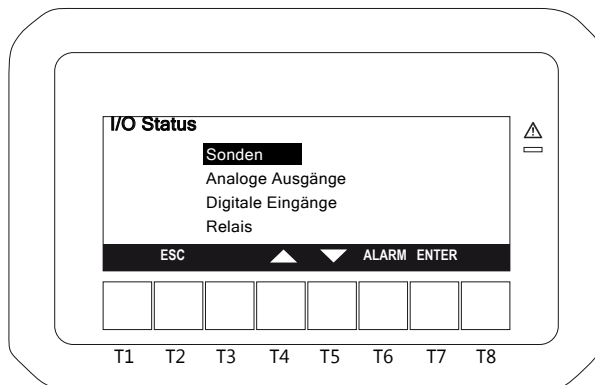 I/O Status
Sonden
Analoge Ausgänge
Digitale Eingänge
Relais
ESC ALARM ENTER
T1 T2 T3 T4 T5 T6 T7 T8